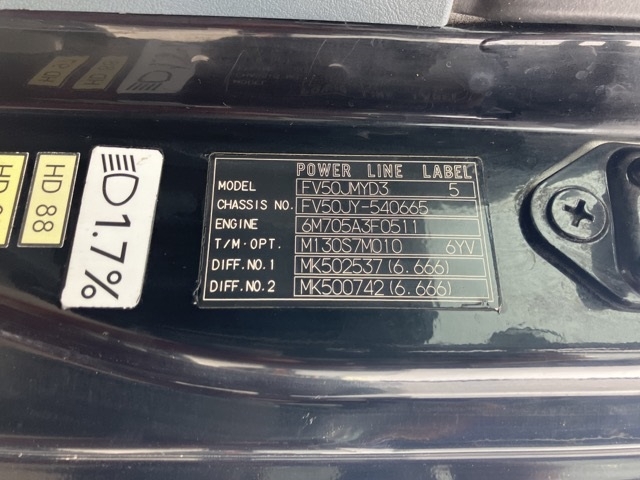 POWER LINE LABEL
MODEL FV50JMYD3 5
CHASSIS NO. FV50JY-540665
ENGINE 6M705A3F0511
T/M·OPT. M130S7M010 6YV
DIFF.NO.1 MK502537(6.666)
DIFF.NO.2 MK500742(6.666)
1.7%
HD 88
HD